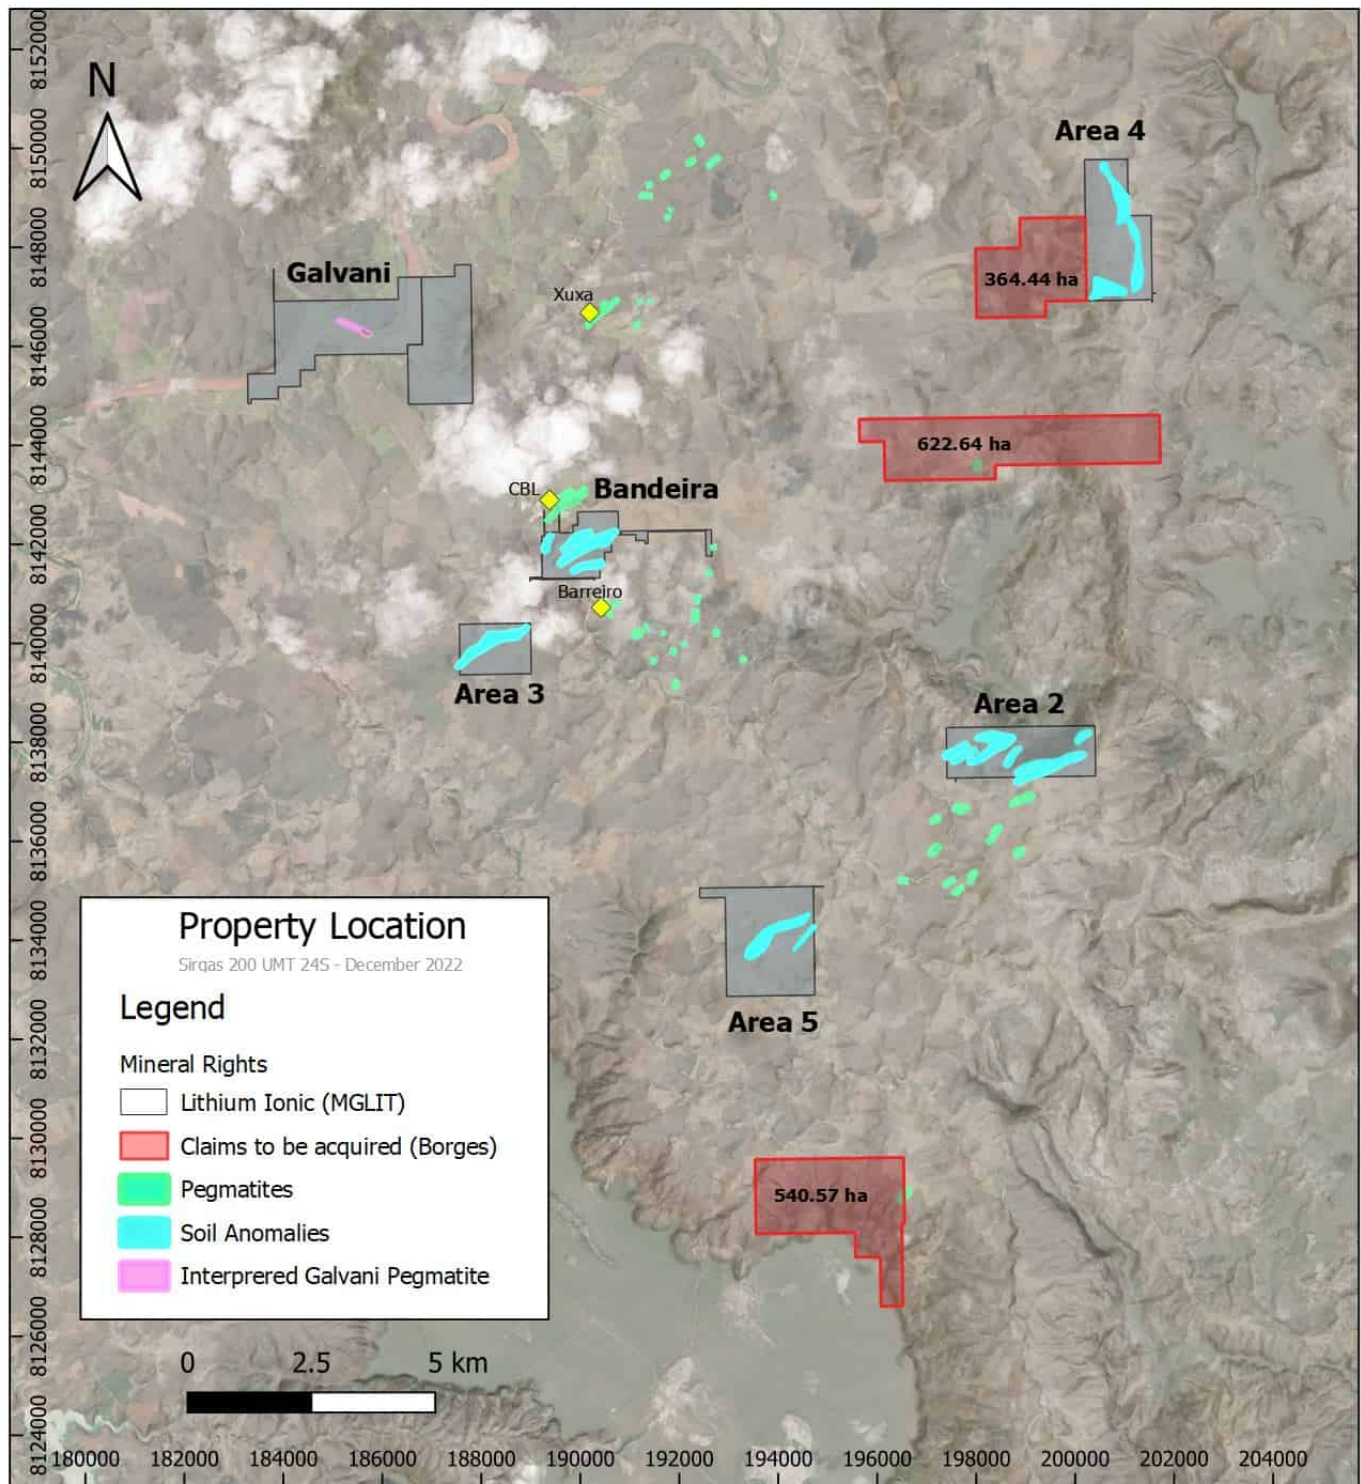 8152000
N
8150000
Area 4
8148000
Galvani
364.44 ha
Xuxa
8146000
8144000
622.64 ha
CBL
Bandeira
8142000
Barreiro
8140000
Area 3
Area 2
8138000
8136000
Property Location
8134000
Sirgas 200 UMT 24S - December 2022
Legend
Area 5
8132000
Mineral Rights
Lithium Ionic (MGLIT)
8130000
Claims to be acquired (Borges)
Pegmatites
540.57 ha
8128000
Soil Anomalies
Interprered Galvani Pegmatite
8126000
0 2.5 5 km
8124000
180000 182000 184000 186000 188000 190000 192000 194000 196000 198000 200000 202000 204000